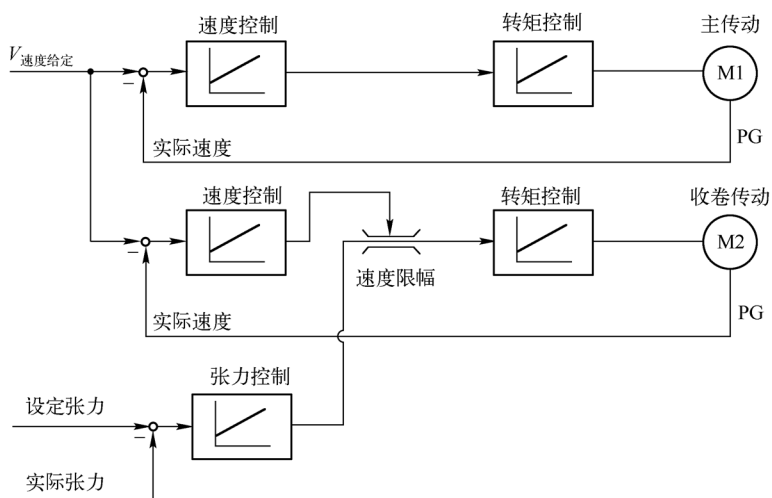 速度控制
转矩控制
主传动
V速度给定
M1
−
PG
实际速度
速度控制
转矩控制
收卷传动
M2
−
速度限幅
PG
实际速度
张力控制
设定张力
−
实际张力